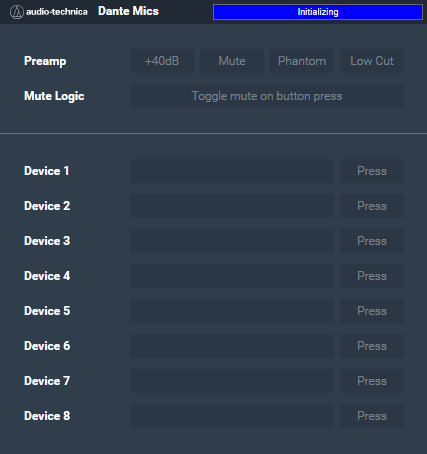 audio-technica Dante Mics Initializing
Preamp +40dB Mute Phantom Low Cut
Mute Logic Toggle mute on button press
Device 1 Press
Device 2 Press
Device 3 Press
Device 4 Press
Device 5 Press
Device 6 Press
Device 7 Press
Device 8 Press